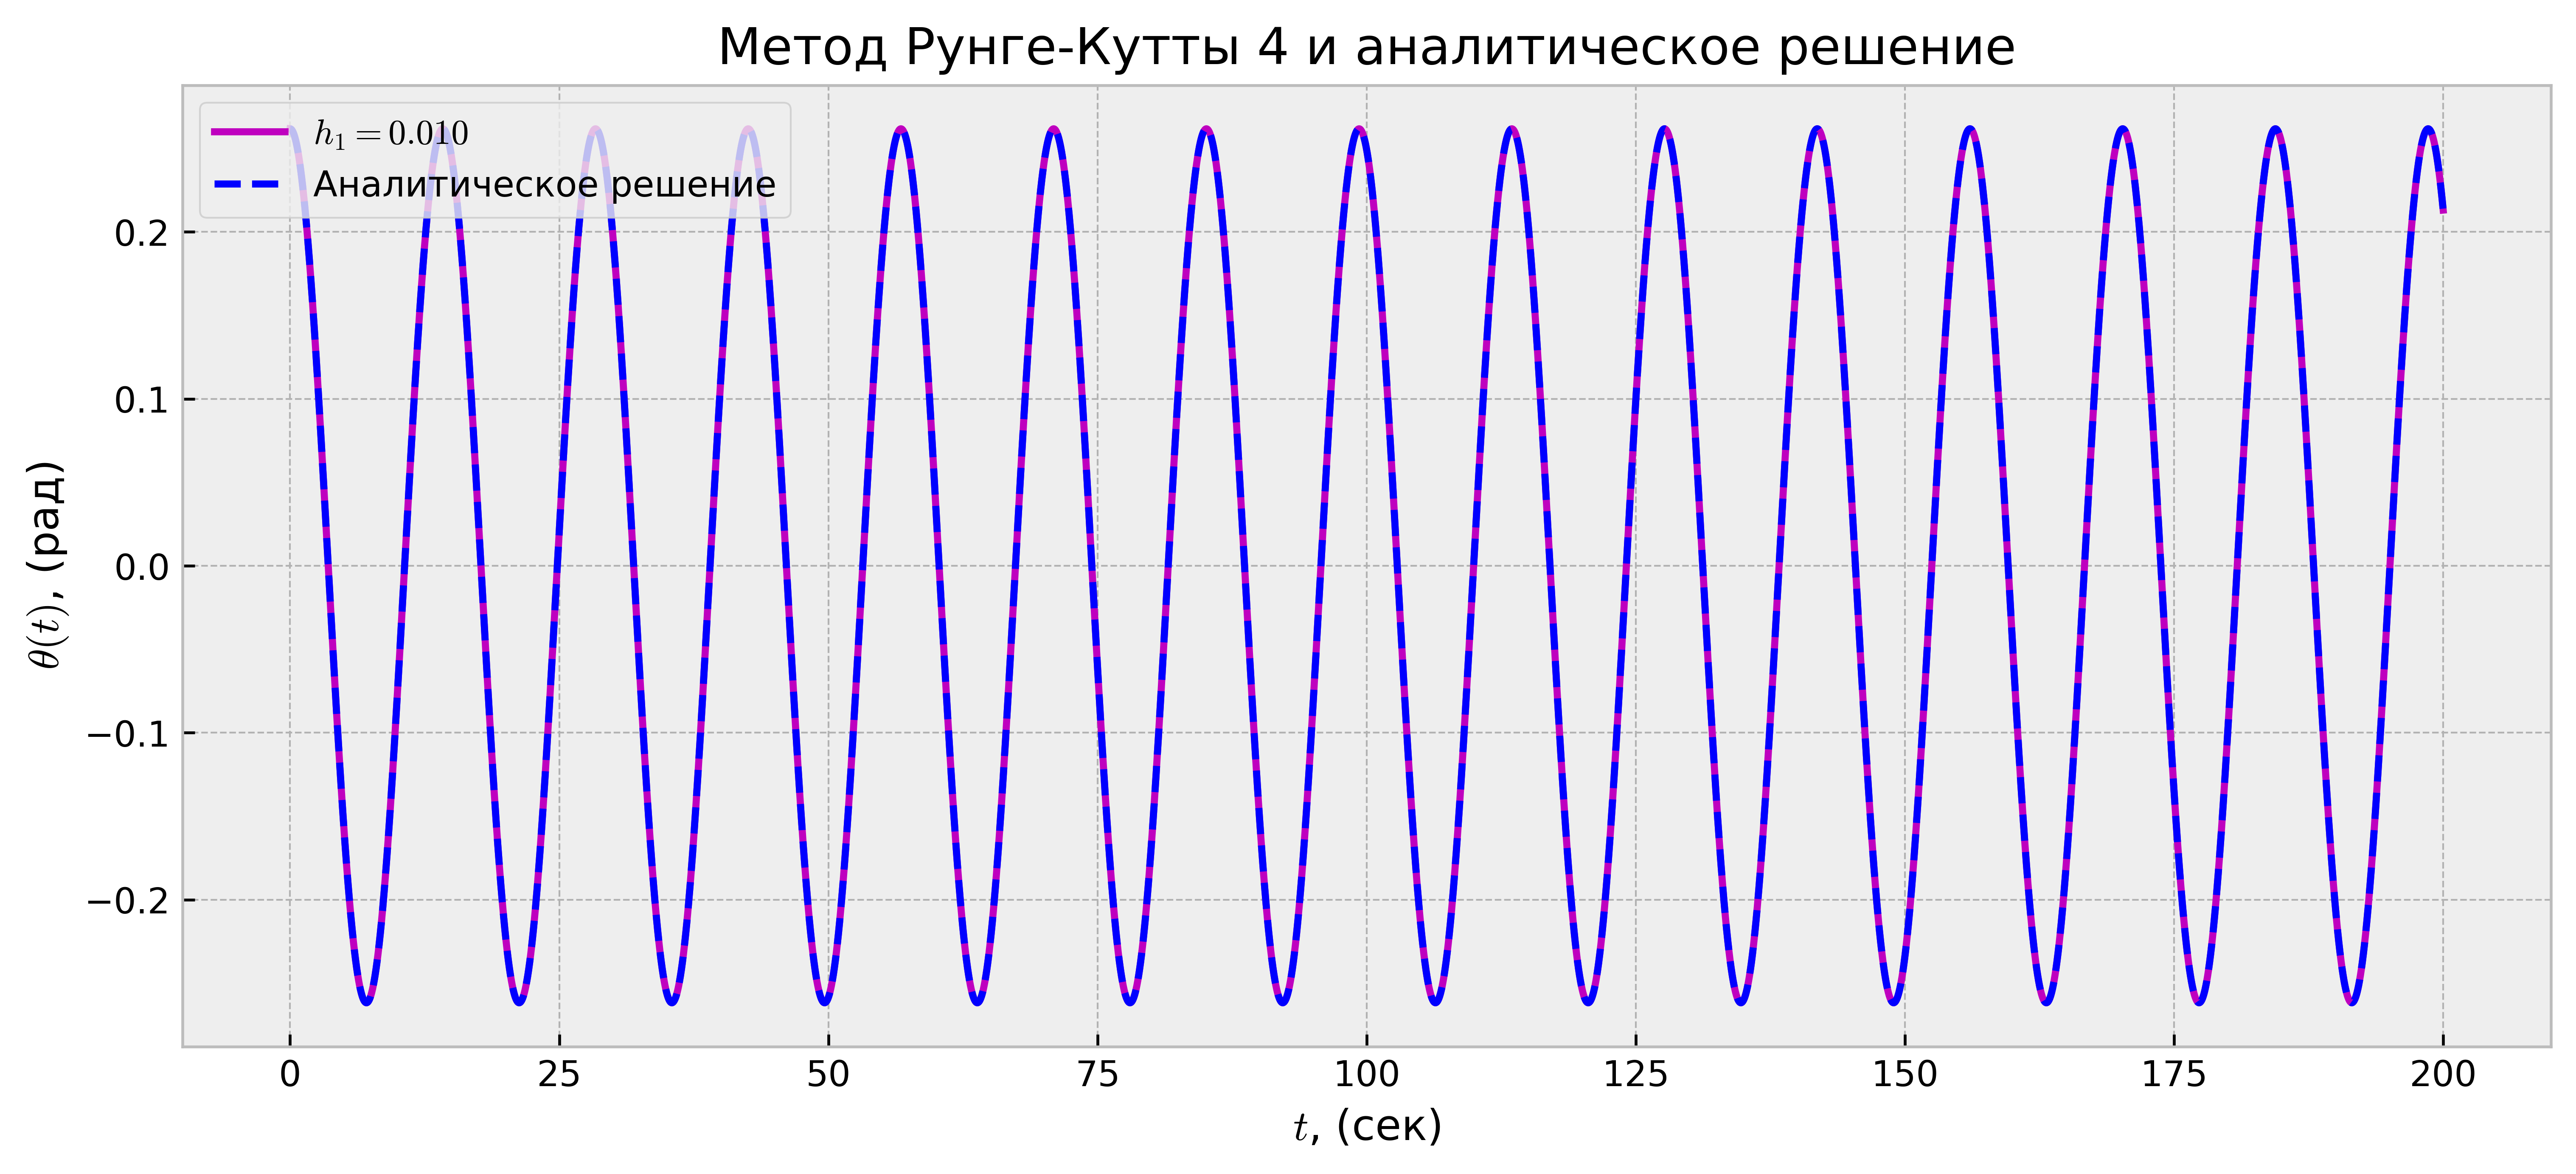 Метод Рунге-Кутты 4 и аналитическое решение
h₁ = 0.010
Аналитическое решение
θ(t), (рад)
0.2
0.1
0.0
−0.1
−0.2
0 25 50 75 100 125 150 175 200
t, (сек)